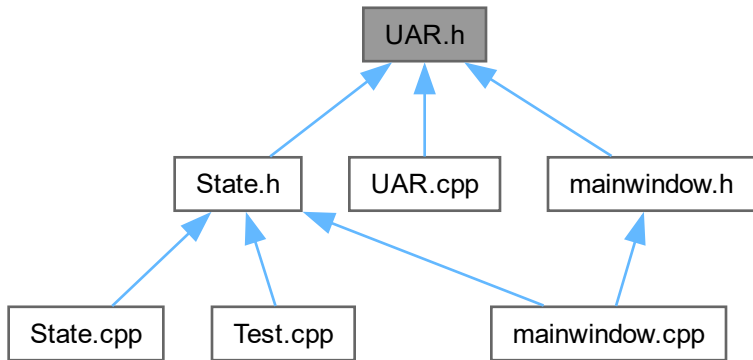 UAR.h
State.h
UAR.cpp
mainwindow.h
State.cpp
Test.cpp
mainwindow.cpp